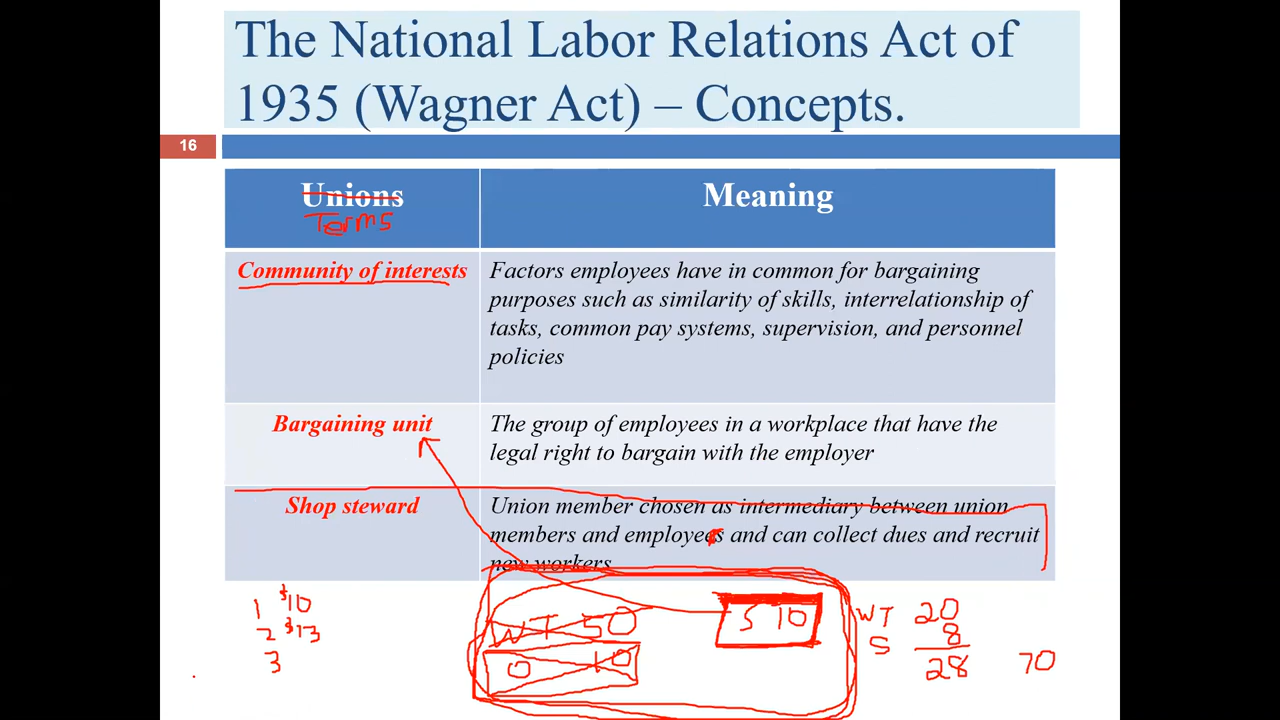 The National Labor Relations Act of
1935 (Wagner Act) – Concepts.
16
Unions
Terms
Meaning
Community of interests
Factors employees have in common for bargaining
purposes such as similarity of skills, interrelationship of
tasks, common pay systems, supervision, and personnel
policies
Bargaining unit
The group of employees in a workplace that have the
legal right to bargain with the employer
Shop steward
Union member chosen as intermediary between union
members and employees and can collect dues and recruit
new workers
1 $10
2 $13
3
WT 50
O 10
S 10
WT 20
S 8
28
70